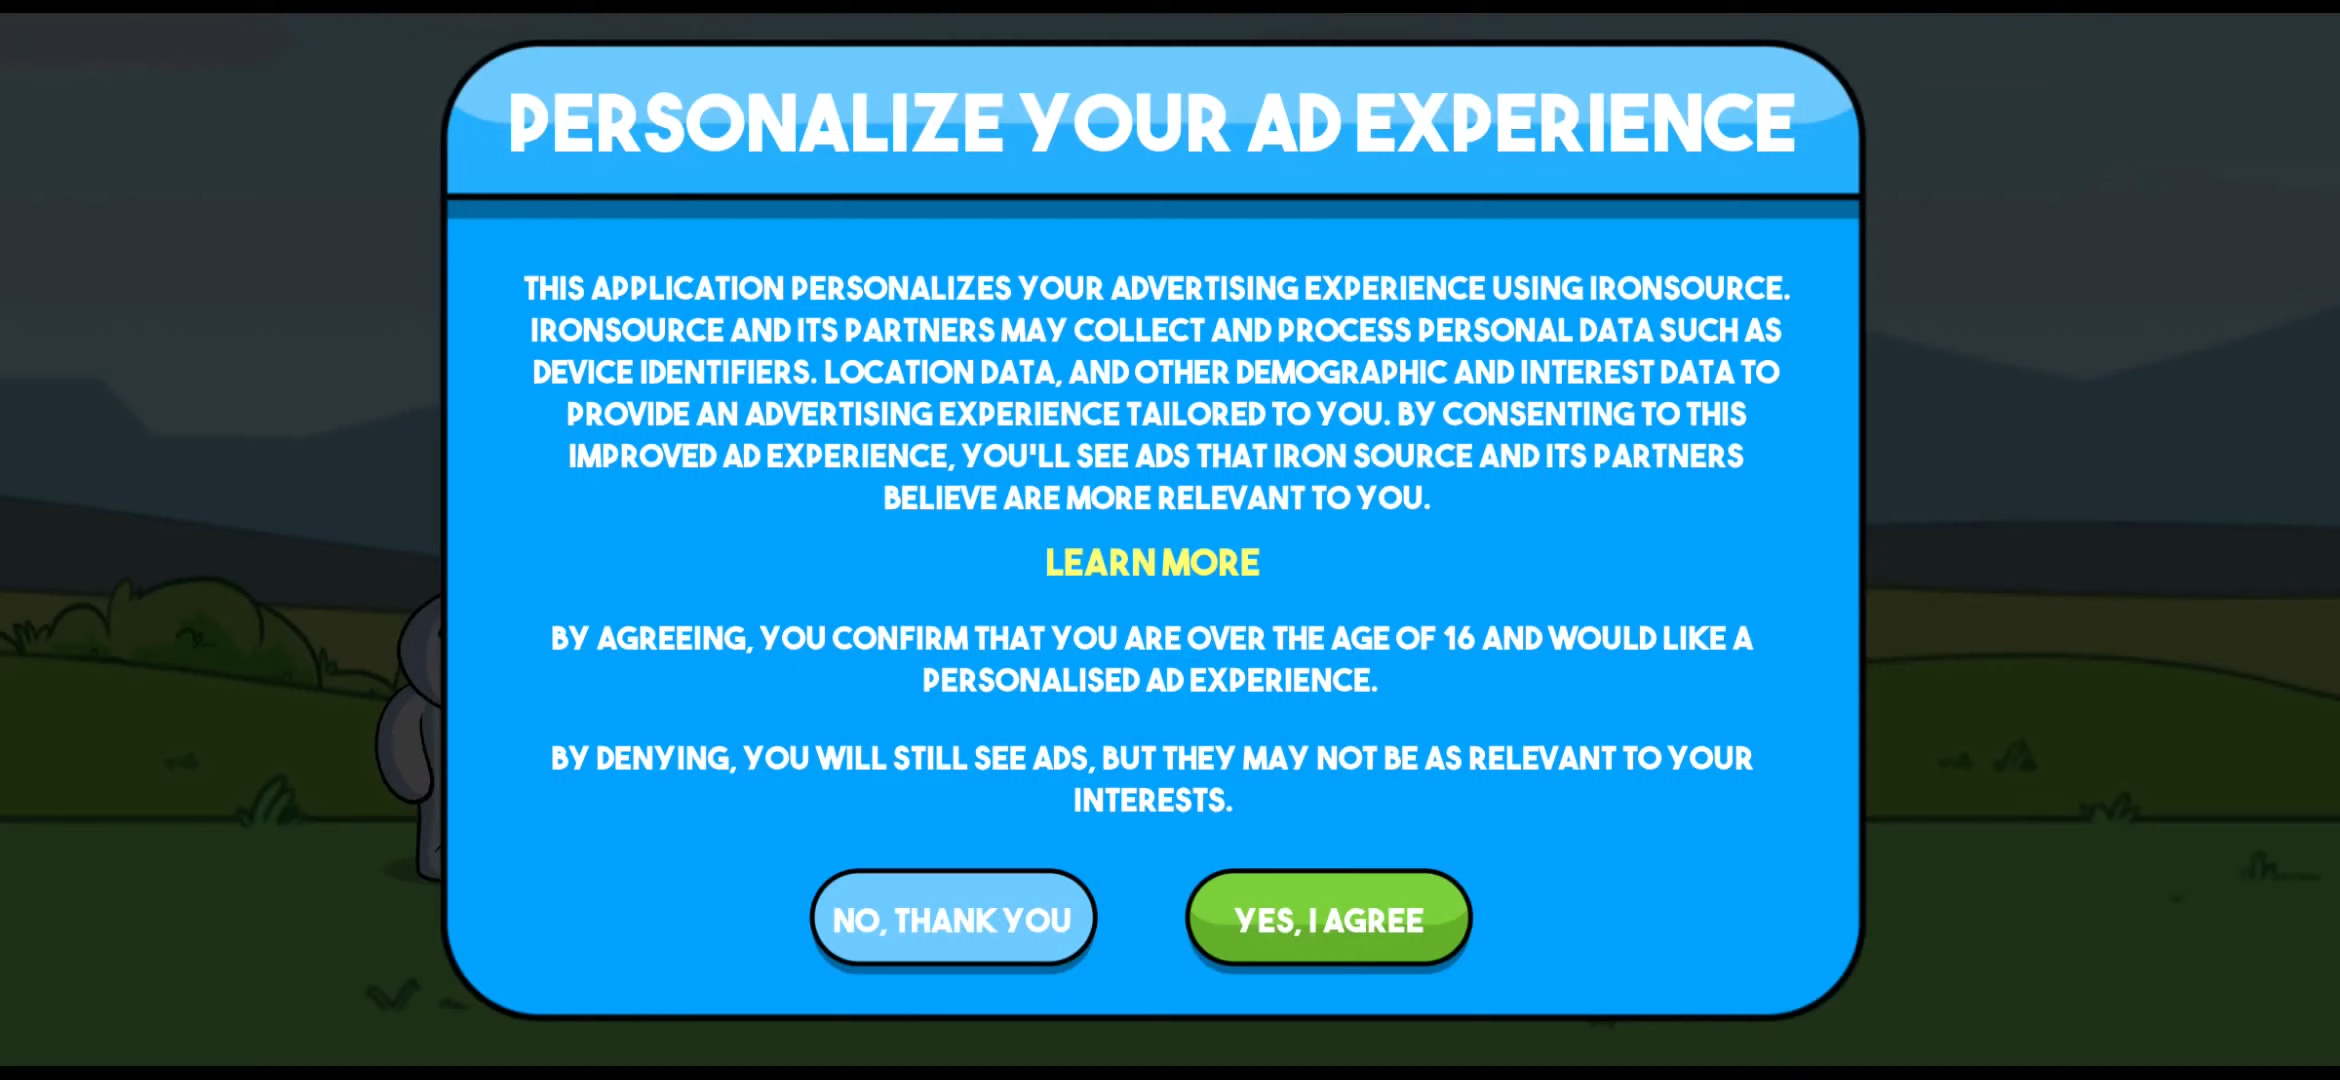 PERSONALIZE YOUR AD EXPERIENCE
THIS APPLICATION PERSONALIZES YOUR ADVERTISING EXPERIENCE USING IRONSOURCE.
IRONSOURCE AND ITS PARTNERS MAY COLLECT AND PROCESS PERSONAL DATA SUCH AS
DEVICE IDENTIFIERS. LOCATION DATA, AND OTHER DEMOGRAPHIC AND INTEREST DATA TO
PROVIDE AN ADVERTISING EXPERIENCE TAILORED TO YOU. BY CONSENTING TO THIS
IMPROVED AD EXPERIENCE, YOU'LL SEE ADS THAT IRON SOURCE AND ITS PARTNERS
BELIEVE ARE MORE RELEVANT TO YOU.
LEARN MORE
BY AGREEING, YOU CONFIRM THAT YOU ARE OVER THE AGE OF 16 AND WOULD LIKE A
PERSONALISED AD EXPERIENCE.
BY DENYING, YOU WILL STILL SEE ADS, BUT THEY MAY NOT BE AS RELEVANT TO YOUR
INTERESTS.
NO, THANK YOU
YES, I AGREE